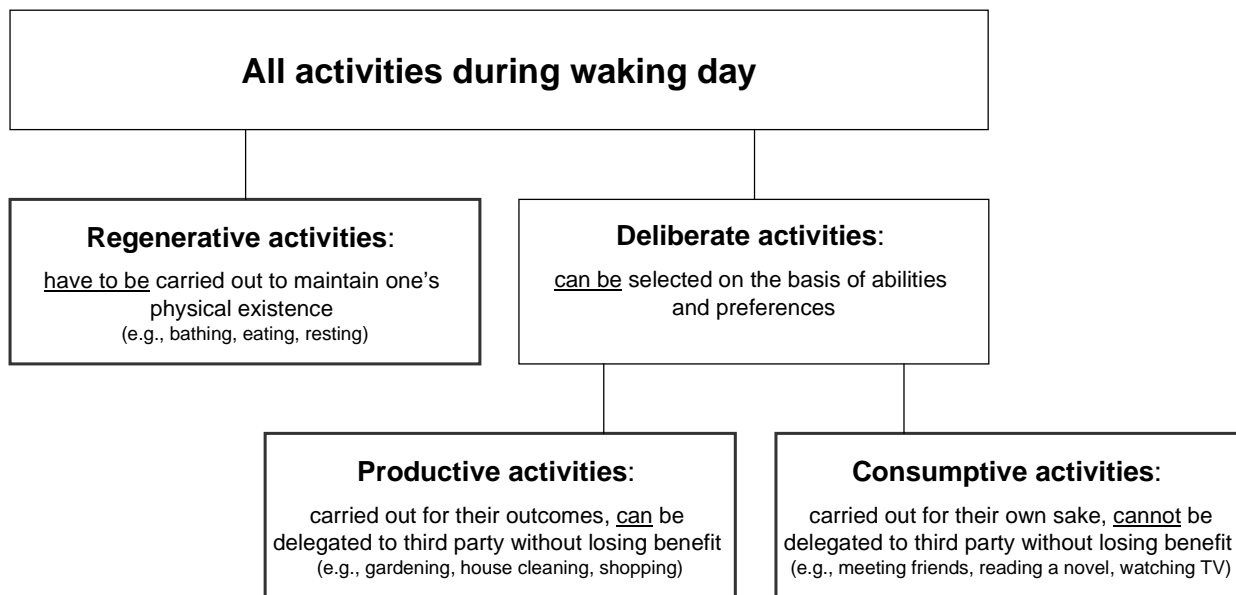 All activities during waking day
Regenerative activities:
have to be carried out to maintain one's
physical existence
(e.g., bathing, eating, resting)
Deliberate activities:
can be selected on the basis of abilities
and preferences
Productive activities:
carried out for their outcomes, can be
delegated to third party without losing benefit
(e.g., gardening, house cleaning, shopping)
Consumptive activities:
carried out for their own sake, cannot be
delegated to third party without losing benefit
(e.g., meeting friends, reading a novel, watching TV)